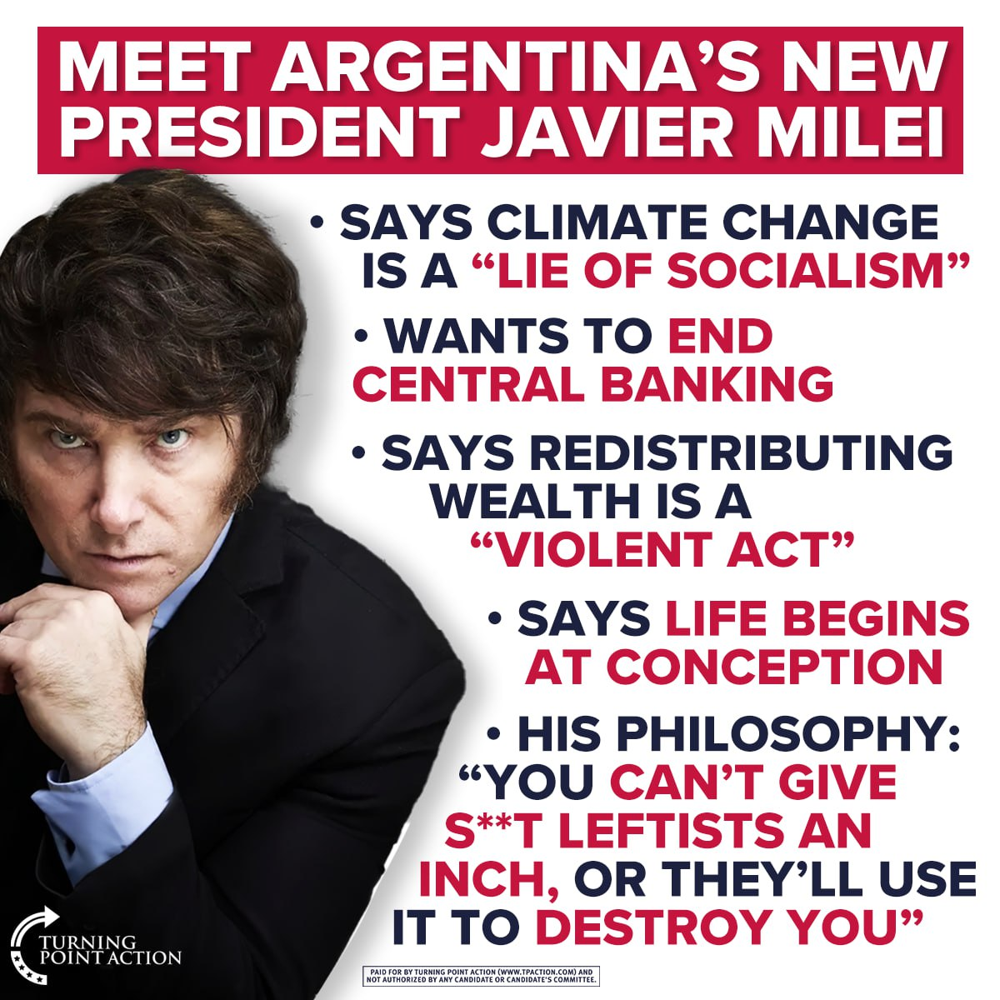 MEET ARGENTINA'S NEW
PRESIDENT JAVIER MILEI
• SAYS CLIMATE CHANGE
IS A “LIE OF SOCIALISM”
• WANTS TO END
CENTRAL BANKING
• SAYS REDISTRIBUTING
WEALTH IS A
“VIOLENT ACT”
• SAYS LIFE BEGINS
AT CONCEPTION
• HIS PHILOSOPHY:
“YOU CAN’T GIVE
S**T LEFTISTS AN
INCH, OR THEY’LL USE
IT TO DESTROY YOU”
TURNING
POINT ACTION
PAID FOR BY TURNING POINT ACTION (WWW.TPACTION.COM) AND
NOT AUTHORIZED BY ANY CANDIDATE OR CANDIDATE'S COMMITTEE.